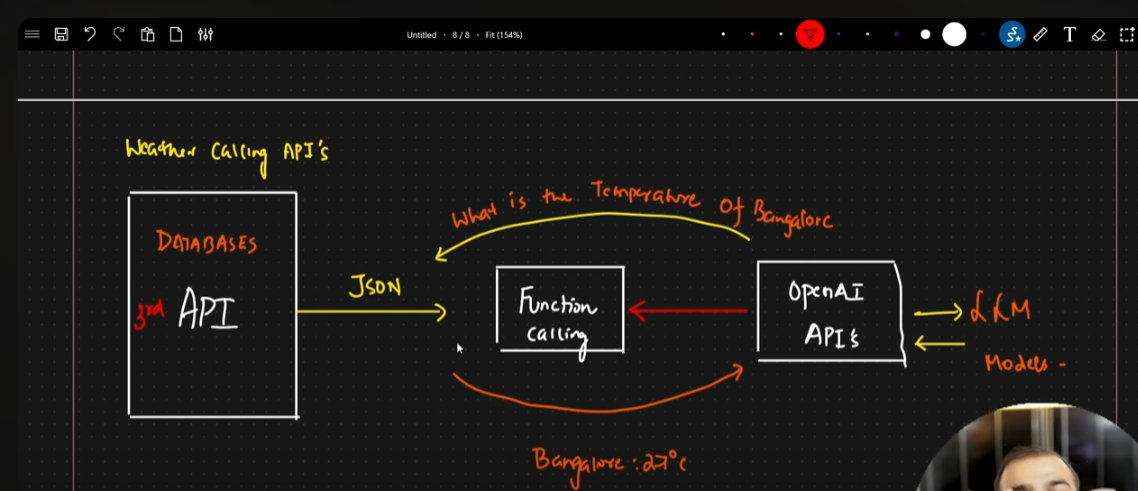 Untitled · 8 / 8 · Fit (154%)
T
Weather Calling API's
What is the Temperature Of Bangalore
DATABASES
3rd API
JSON
Function
Calling
OpenAI
API's
LLM
Models -
Bangalore : 27°C